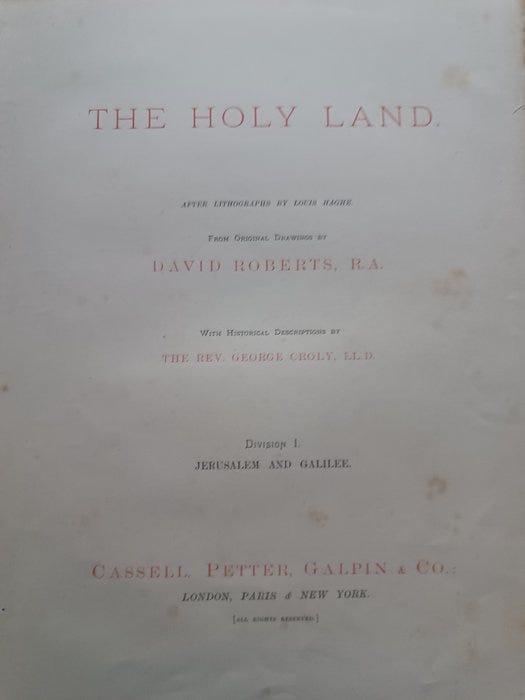 THE HOLY LAND.
AFTER LITHOGRAPHS BY LOUIS HAGHE.
FROM ORIGINAL DRAWINGS BY
DAVID ROBERTS, R.A.
WITH HISTORICAL DESCRIPTIONS BY
THE REV. GEORGE CROLY, LL.D.
Division I.
JERUSALEM AND GALILEE.
CASSELL, PETTER, GALPIN & CO.:
LONDON, PARIS & NEW YORK.
[ALL RIGHTS RESERVED.]